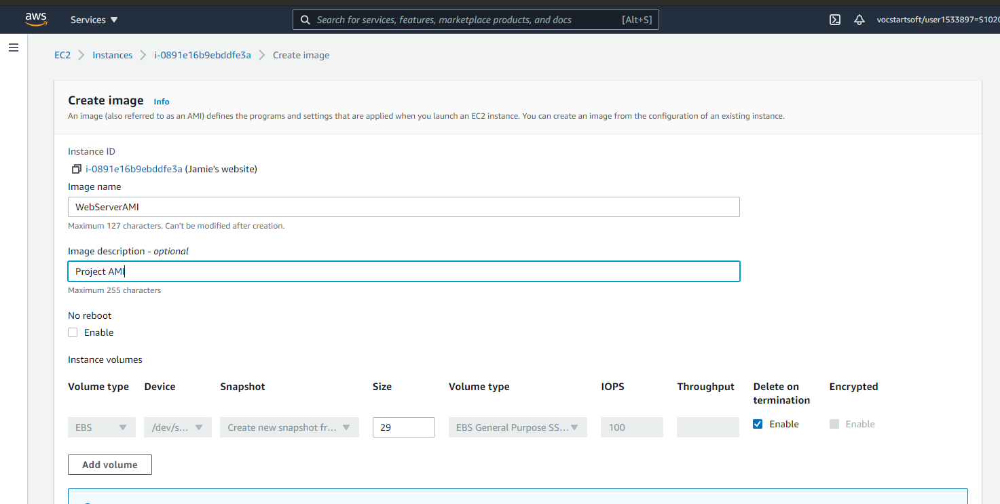 aws Services Search for services, features, marketplace products, and docs [Alt+S] vocstartsoft/user1533897=S1020
EC2 Instances i-0891e16b9ebddfe3a Create image
Create image Info
An image (also referred to as an AMI) defines the programs and settings that are applied when you launch an EC2 instance. You can create an image from the configuration of an existing instance.
Instance ID
i-0891e16b9ebddfe3a (Jamie's website)
Image name
WebServerAMI
Maximum 127 characters. Can't be modified after creation.
Image description - optional
Project AMI
Maximum 255 characters
No reboot
Enable
Instance volumes
Volume type Device Snapshot Size Volume type IOPS Throughput Delete on termination Encrypted
EBS /dev/s... Create new snapshot fr... 29 EBS General Purpose SS... 100 Enable Enable
Add volume